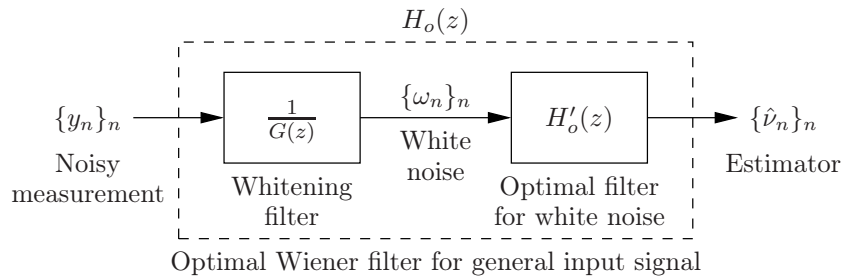 H_o(z)
{y_n}_n
Noisy
measurement
1/G(z)
Whitening
filter
{ω_n}_n
White
noise
H'_o(z)
Optimal filter
for white noise
{ν̂_n}_n
Estimator
Optimal Wiener filter for general input signal